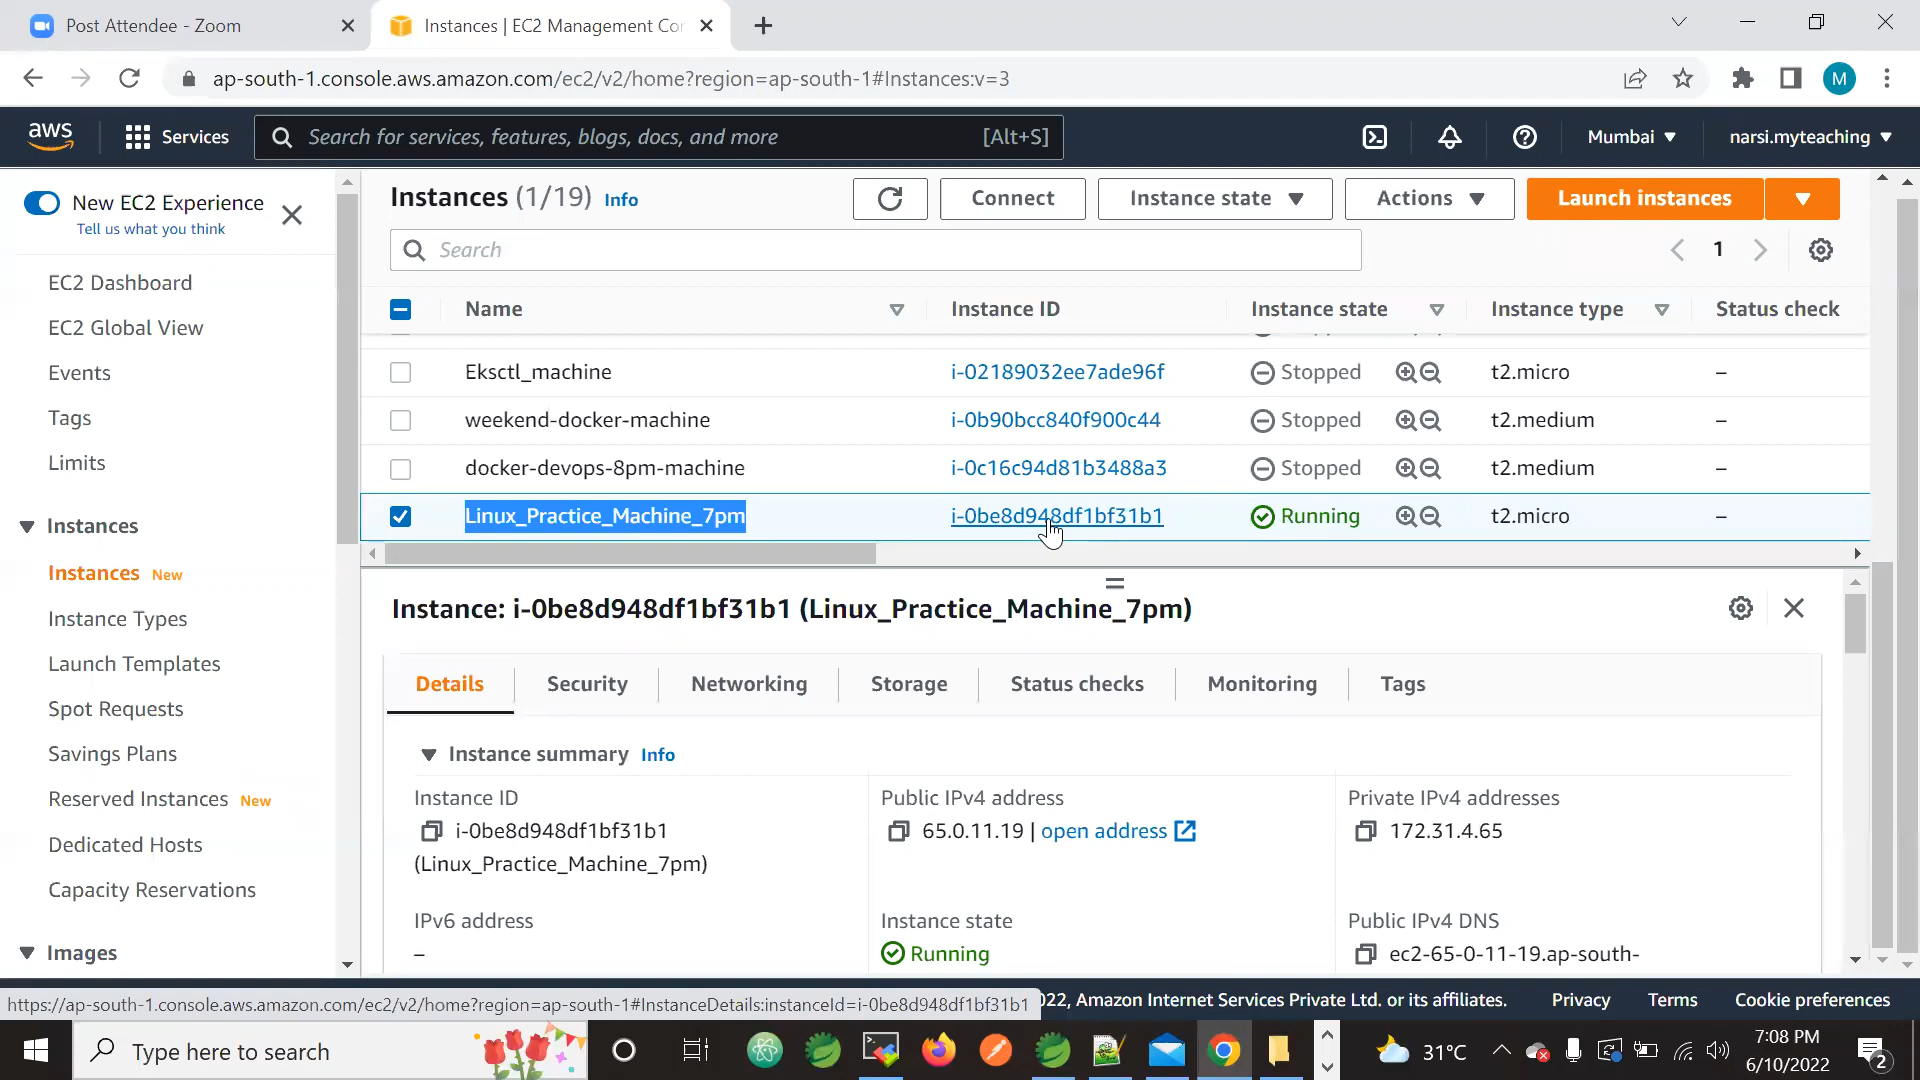 Post Attendee - Zoom
Instances | EC2 Management Cor
ap-south-1.console.aws.amazon.com/ec2/v2/home?region=ap-south-1#Instances:v=3
M
aws
Services
Search for services, features, blogs, docs, and more
[Alt+S]
Mumbai
narsi.myteaching
New EC2 Experience
Tell us what you think
EC2 Dashboard
EC2 Global View
Events
Tags
Limits
Instances
Instances New
Instance Types
Launch Templates
Spot Requests
Savings Plans
Reserved Instances New
Dedicated Hosts
Capacity Reservations
Images
Instances (1/19) Info
Connect
Instance state
Actions
Launch instances
Search
1
Name
Instance ID
Instance state
Instance type
Status check
Eksctl_machine
i-02189032ee7ade96f
Stopped
t2.micro
–
weekend-docker-machine
i-0b90bcc840f900c44
Stopped
t2.medium
–
docker-devops-8pm-machine
i-0c16c94d81b3488a3
Stopped
t2.medium
–
Linux_Practice_Machine_7pm
i-0be8d948df1bf31b1
Running
t2.micro
–
Instance: i-0be8d948df1bf31b1 (Linux_Practice_Machine_7pm)
Details
Security
Networking
Storage
Status checks
Monitoring
Tags
Instance summary Info
Instance ID
i-0be8d948df1bf31b1
(Linux_Practice_Machine_7pm)
Public IPv4 address
65.0.11.19 | open address
Private IPv4 addresses
172.31.4.65
IPv6 address
–
Instance state
Running
Public IPv4 DNS
ec2-65-0-11-19.ap-south-
https://ap-south-1.console.aws.amazon.com/ec2/v2/home?region=ap-south-1#InstanceDetails:instanceId=i-0be8d948df1bf31b1
22, Amazon Internet Services Private Ltd. or its affiliates.
Privacy
Terms
Cookie preferences
Type here to search
31°C
7:08 PM
6/10/2022
2